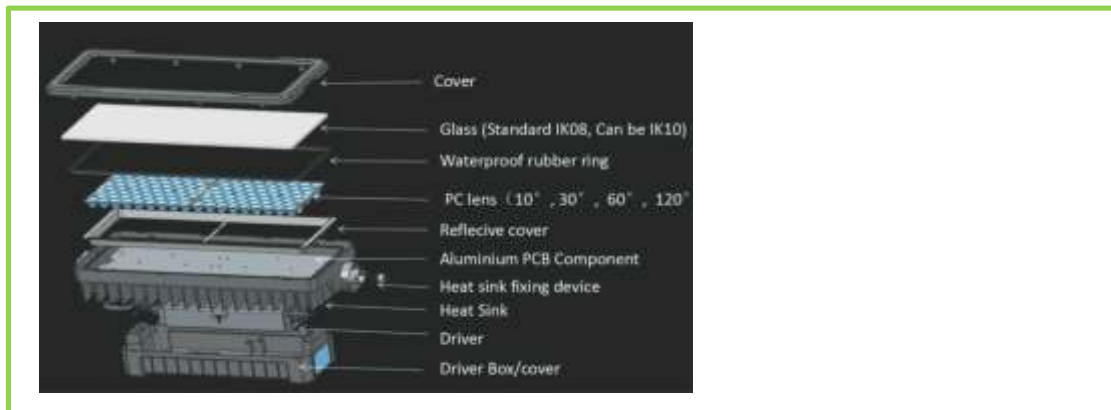 Cover
Glass (Standard IK08, Can be IK10)
Waterproof rubber ring
PC lens（10°, 30°, 60°, 120°
Reflecive cover
Aluminium PCB Component
Heat sink fixing device
Heat Sink
Driver
Driver Box/cover